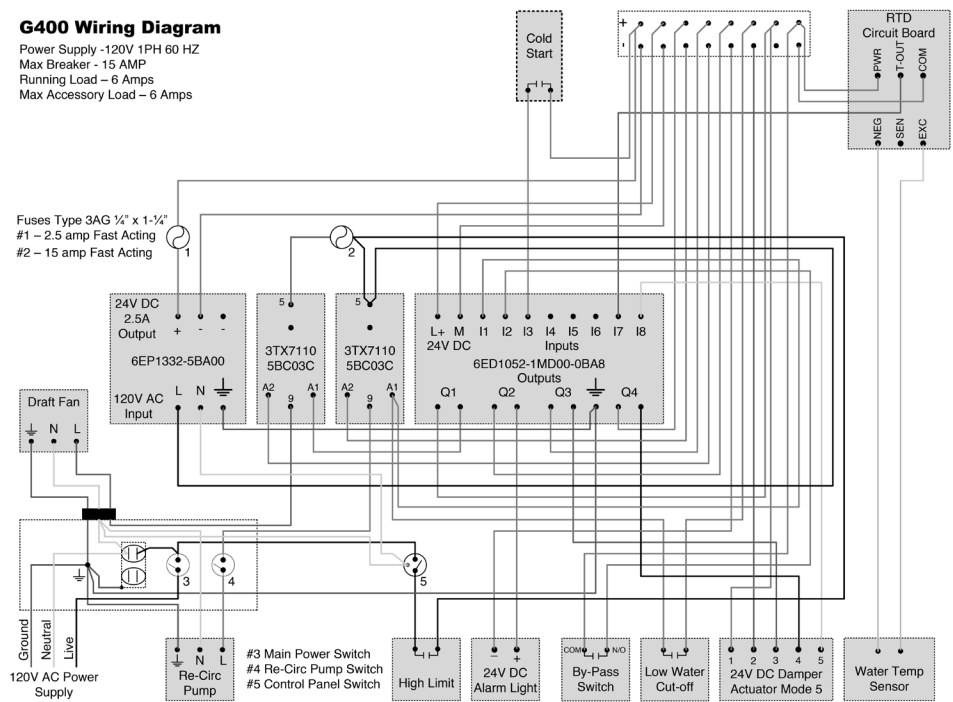 G400 Wiring Diagram
Power Supply -120V 1PH 60 HZ
Max Breaker - 15 AMP
Running Load – 6 Amps
Max Accessory Load – 6 Amps
Cold
Start
+
-
RTD
Circuit Board
PWR
T-OUT
COM
NEG
SEN
EXC
Fuses Type 3AG ¼” x 1-¼”
#1 – 2.5 amp Fast Acting
#2 – 15 amp Fast Acting
1
2
24V DC
2.5A
Output
+ - -
6EP1332-5BA00
L N
120V AC
Input
5
3TX7110
5BC03C
A2 9 A1
5
3TX7110
5BC03C
A2 9 A1
L+ M I1 I2 I3 I4 I5 I6 I7 I8
24V DC
Inputs
6ED1052-1MD00-0BA8
Outputs
Q1 Q2 Q3 Q4
Draft Fan
N L
3
4
5
Ground
Neutral
Live
120V AC Power
Supply
N L
Re-Circ
Pump
#3 Main Power Switch
#4 Re-Circ Pump Switch
#5 Control Panel Switch
High Limit
– +
24V DC
Alarm Light
COM N/O
By-Pass
Switch
Low Water
Cut-off
1 2 3 4 5
24V DC Damper
Actuator Mode 5
Water Temp
Sensor